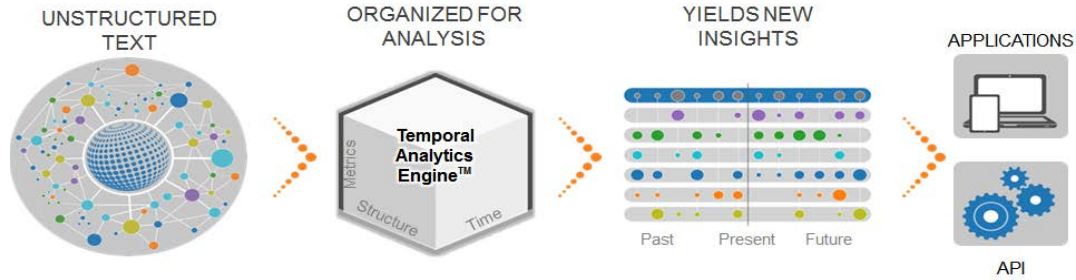 UNSTRUCTURED
TEXT
ORGANIZED FOR
ANALYSIS
YIELDS NEW
INSIGHTS
APPLICATIONS
Temporal
Analytics
Engine™
Metrics
Structure
Time
Past
Present
Future
API